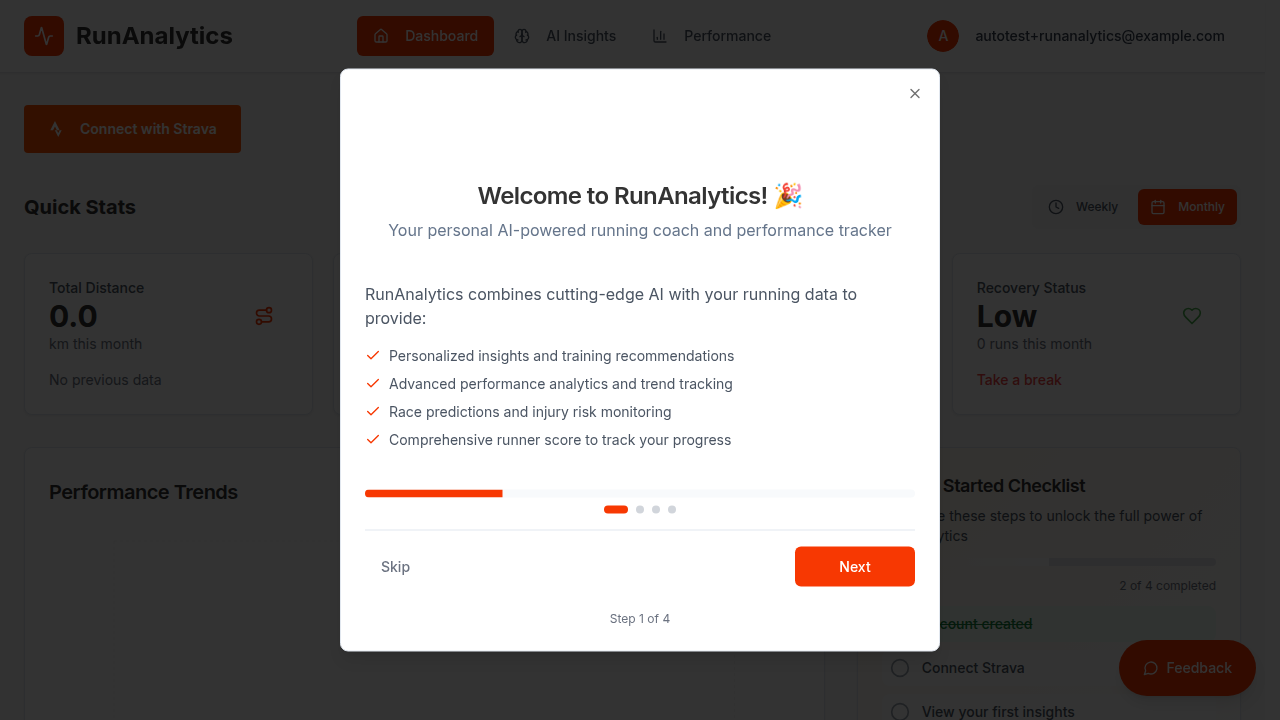 RunAnalytics
Dashboard
AI Insights
Performance
A
autotest+runanalytics@example.com
Connect with Strava
Quick Stats
Weekly
Monthly
Total Distance
0.0
km this month
No previous data
Recovery Status
Low
0 runs this month
Take a break
Performance Trends
Started Checklist
these steps to unlock the full power of
2 of 4 completed
created
Connect Strava
View your first insights
Feedback
Welcome to RunAnalytics! 🎉
Your personal AI-powered running coach and performance tracker
RunAnalytics combines cutting-edge AI with your running data to
provide:
Personalized insights and training recommendations
Advanced performance analytics and trend tracking
Race predictions and injury risk monitoring
Comprehensive runner score to track your progress
Skip
Next
Step 1 of 4